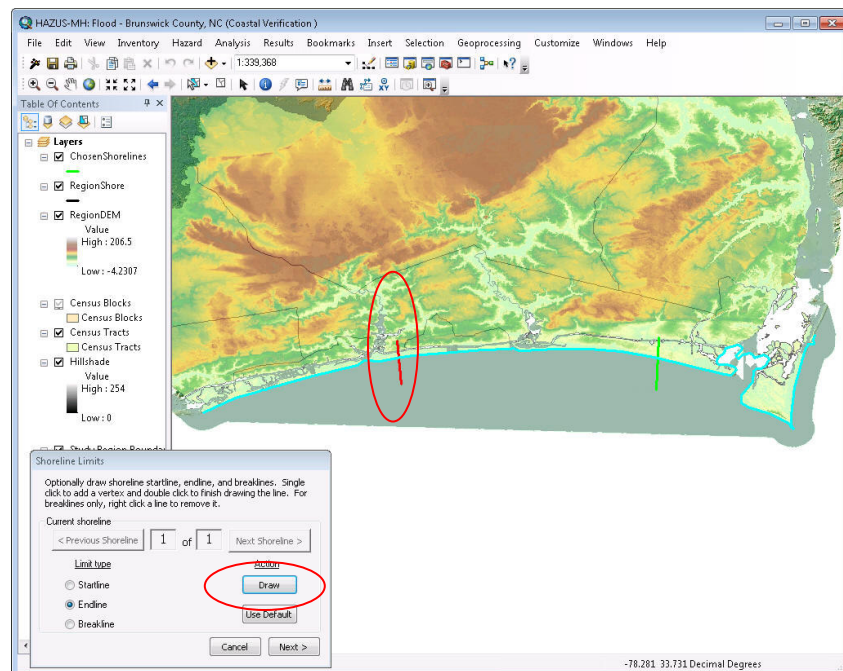 HAZUS-MH: Flood - Brunswick County, NC (Coastal Verification )
File Edit View Inventory Hazard Analysis Results Bookmarks Insert Selection Geoprocessing Customize Windows Help
1:339,368
Table Of Contents
Layers
ChosenShorelines
RegionShore
RegionDEM
Value
High : 206.5
Low : -4.2307
Census Blocks
Census Blocks
Census Tracts
Census Tracts
Hillshade
Value
High : 254
Low : 0
Study Region Bounda
Shoreline Limits
Optionally draw shoreline startline, endline, and breaklines. Single
click to add a vertex and double click to finish drawing the line. For
breaklines only, right click a line to remove it.
Current shoreline
< Previous Shoreline 1 of 1 Next Shoreline >
Limit type Action
Startline Draw
Endline
Use Default
Breakline
Cancel Next >
-78.281 33.731 Decimal Degrees